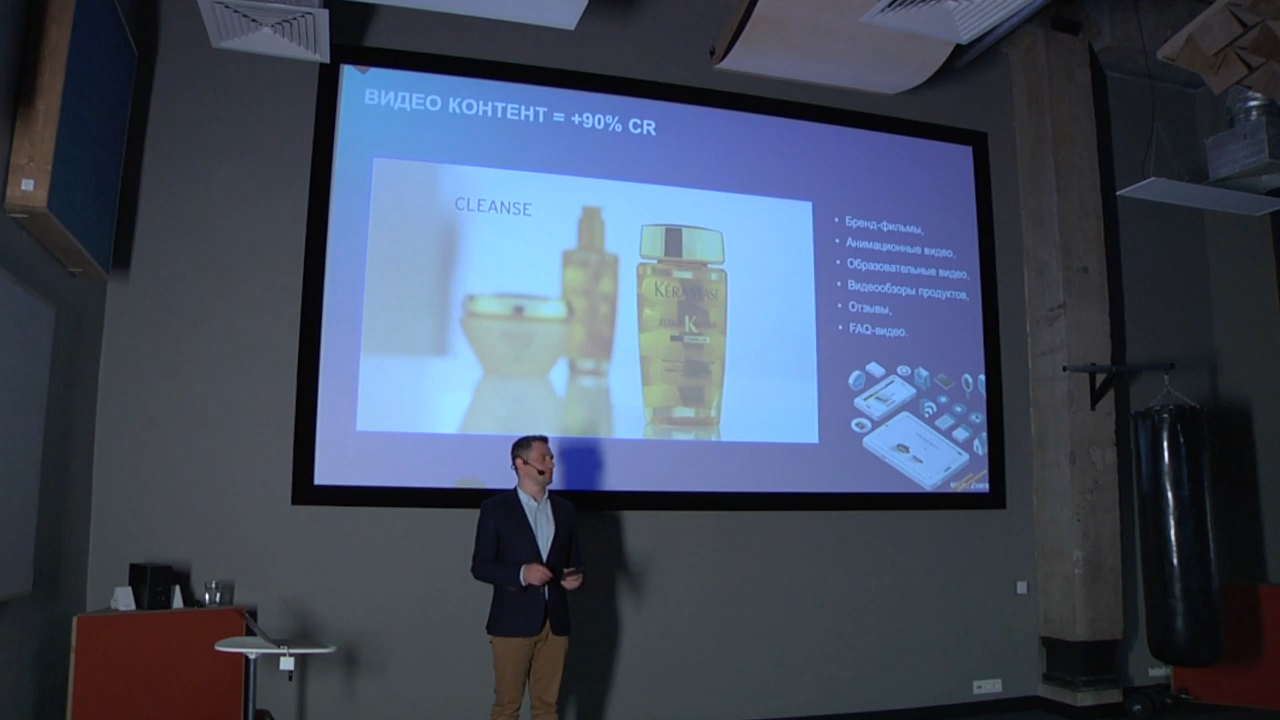 ВИДЕО КОНТЕНТ = +90% CR
CLEANSE
KÉRASTASE
K
• Бренд-фильмы,
• Анимационные видео,
• Образовательные видео,
• Видеообзоры продуктов,
• Отзывы,
• FAQ-видео.